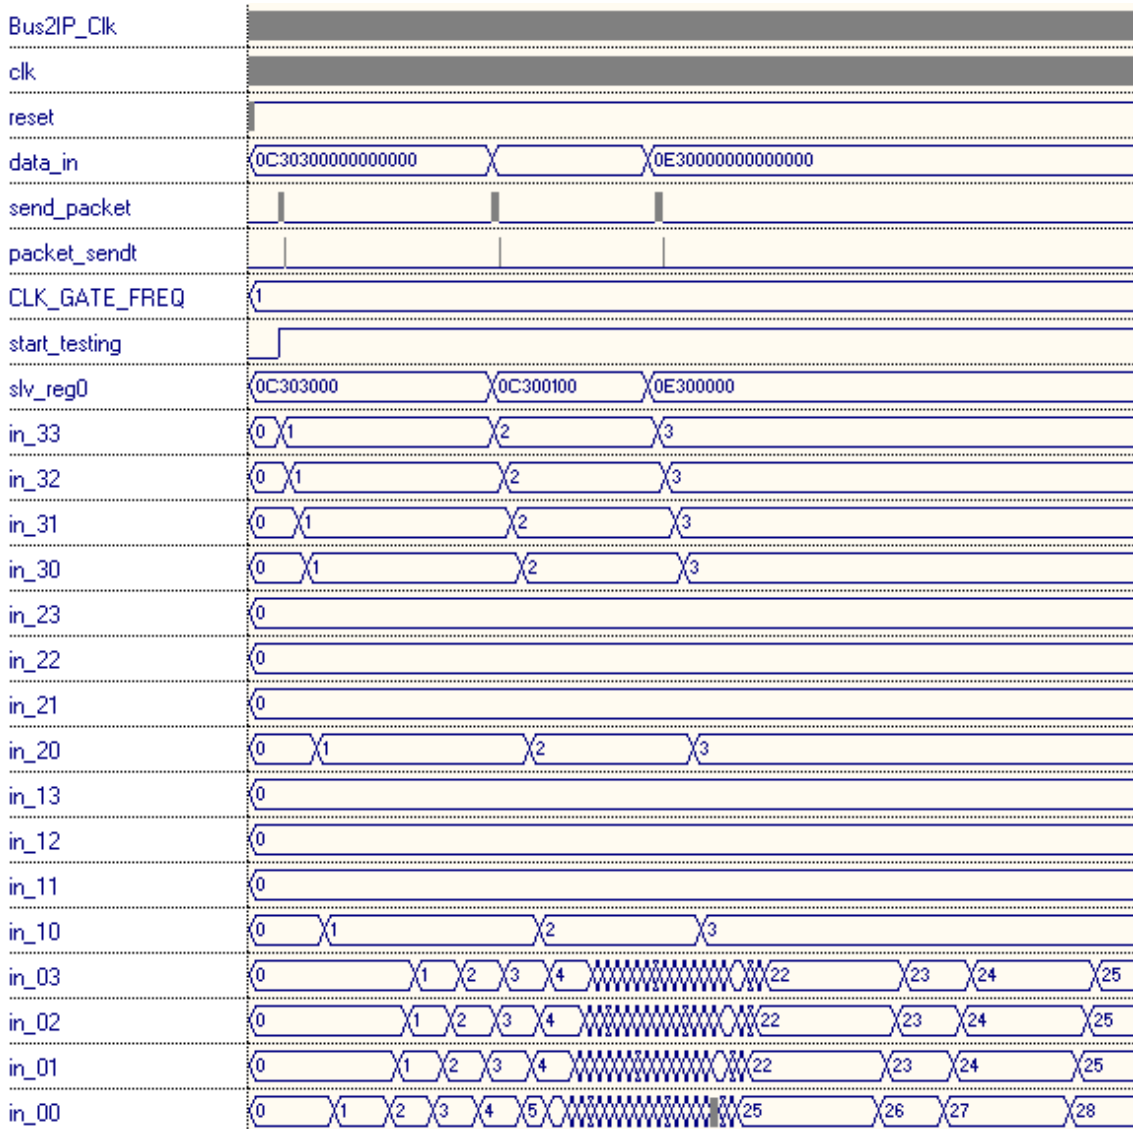 Bus2IP_Clk
clk
reset
data_in 0C30300000000000 0E30000000000000
send_packet
packet_sendt
CLK_GATE_FREQ 1
start_testing
slv_reg0 0C303000 0C300100 0E300000
in_33 0 1 2 3
in_32 0 1 2 3
in_31 0 1 2 3
in_30 0 1 2 3
in_23 0
in_22 0
in_21 0
in_20 0 1 2 3
in_13 0
in_12 0
in_11 0
in_10 0 1 2 3
in_03 0 1 2 3 4 22 23 24 25
in_02 0 1 2 3 4 22 23 24 25
in_01 0 1 2 3 4 22 23 24 25
in_00 0 1 2 3 4 5 25 26 27 28